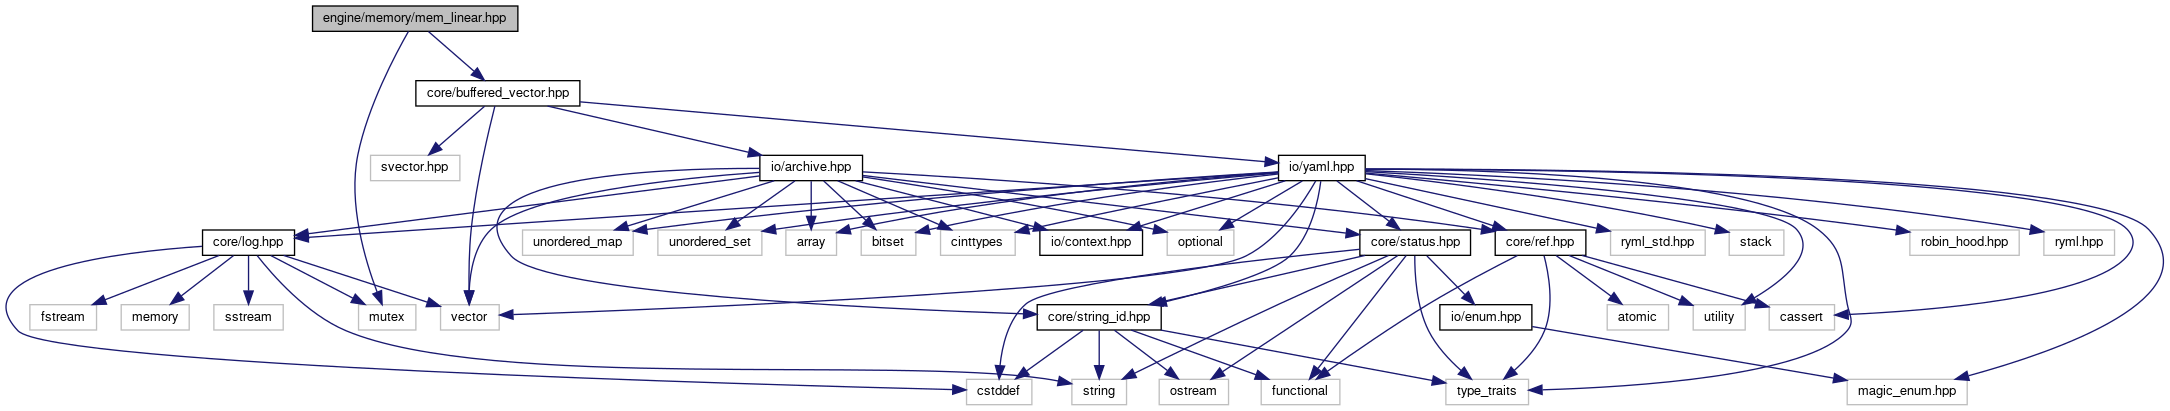 engine/memory/mem_linear.hpp
core/buffered_vector.hpp
svector.hpp
io/archive.hpp
io/yaml.hpp
core/log.hpp
unordered_map
unordered_set
array
bitset
cinttypes
io/context.hpp
optional
core/status.hpp
core/ref.hpp
ryml_std.hpp
stack
robin_hood.hpp
ryml.hpp
fstream
memory
sstream
mutex
vector
core/string_id.hpp
io/enum.hpp
atomic
utility
cassert
cstddef
string
ostream
functional
type_traits
magic_enum.hpp